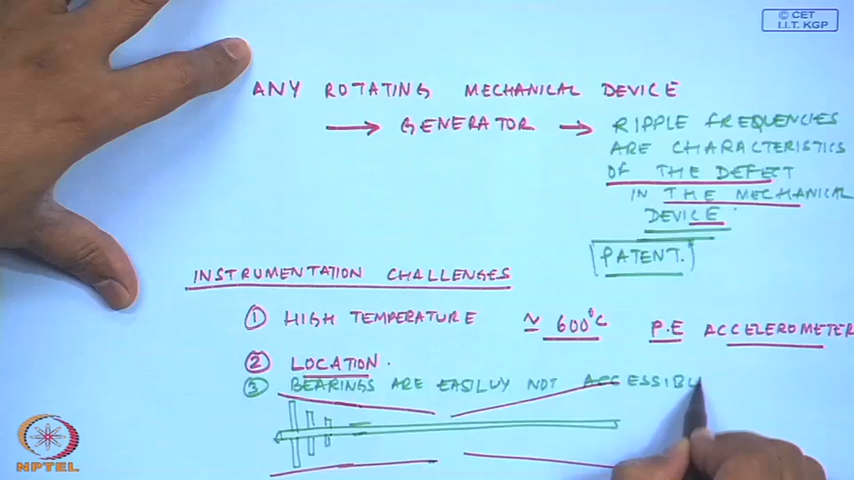 © CET
I.I.T. KGP
ANY ROTATING MECHANICAL DEVICE
→ GENERATOR → RIPPLE FREQUENCIES
ARE CHARACTERISTICS
OF THE DEFECT
IN THE MECHANICAL
DEVICE.
PATENT.
INSTRUMENTATION CHALLENGES
① HIGH TEMPERATURE ≈ 600°C P.E ACCELEROMETER
② LOCATION.
③ BEARINGS ARE EASILUY NOT ACCESSIBL
NPTEL